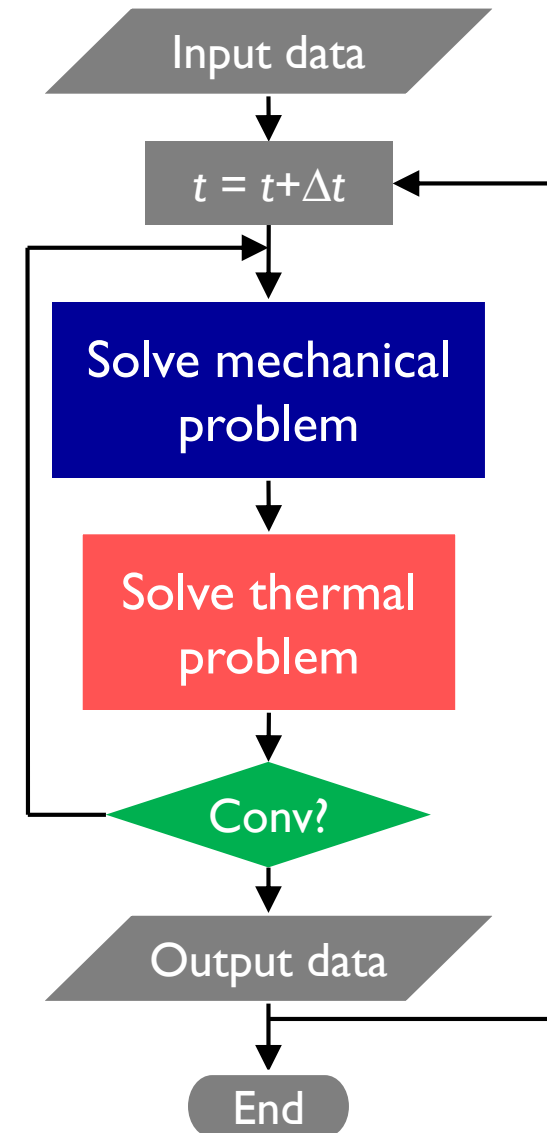 Input data
t = t+Δt
Solve mechanical
problem
Solve thermal
problem
Conv?
Output data
End